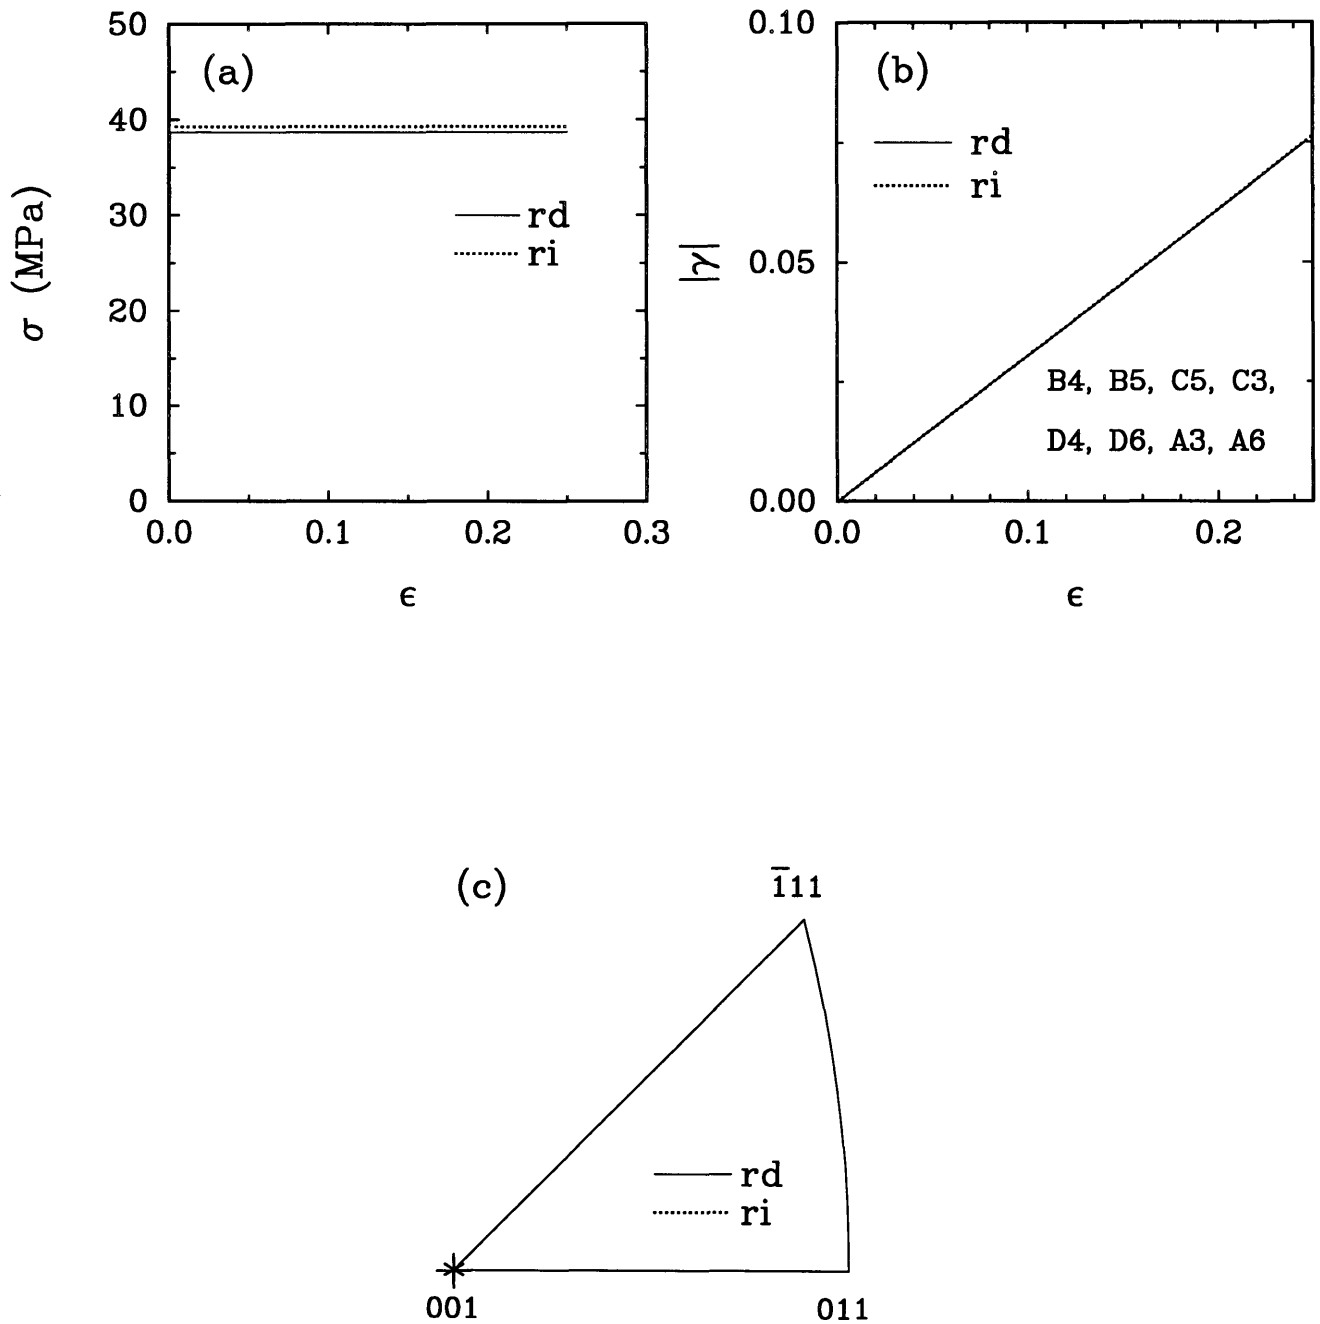 (a)
50
40
30
20
10
0
σ (MPa)
rd
ri
0.0 0.1 0.2 0.3
ϵ
(b)
0.10
0.05
0.00
|γ|
rd
ri
B4, B5, C5, C3,
D4, D6, A3, A6
0.0 0.1 0.2
ϵ
(c)
1̅11
rd
ri
001
011